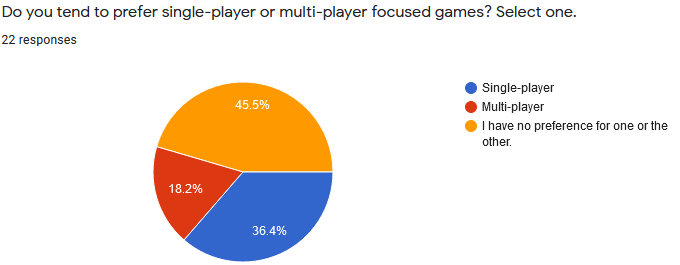 Do you tend to prefer single-player or multi-player focused games? Select one.
22 responses
45.5%
18.2%
36.4%
Single-player
Multi-player
I have no preference for one or the
other.